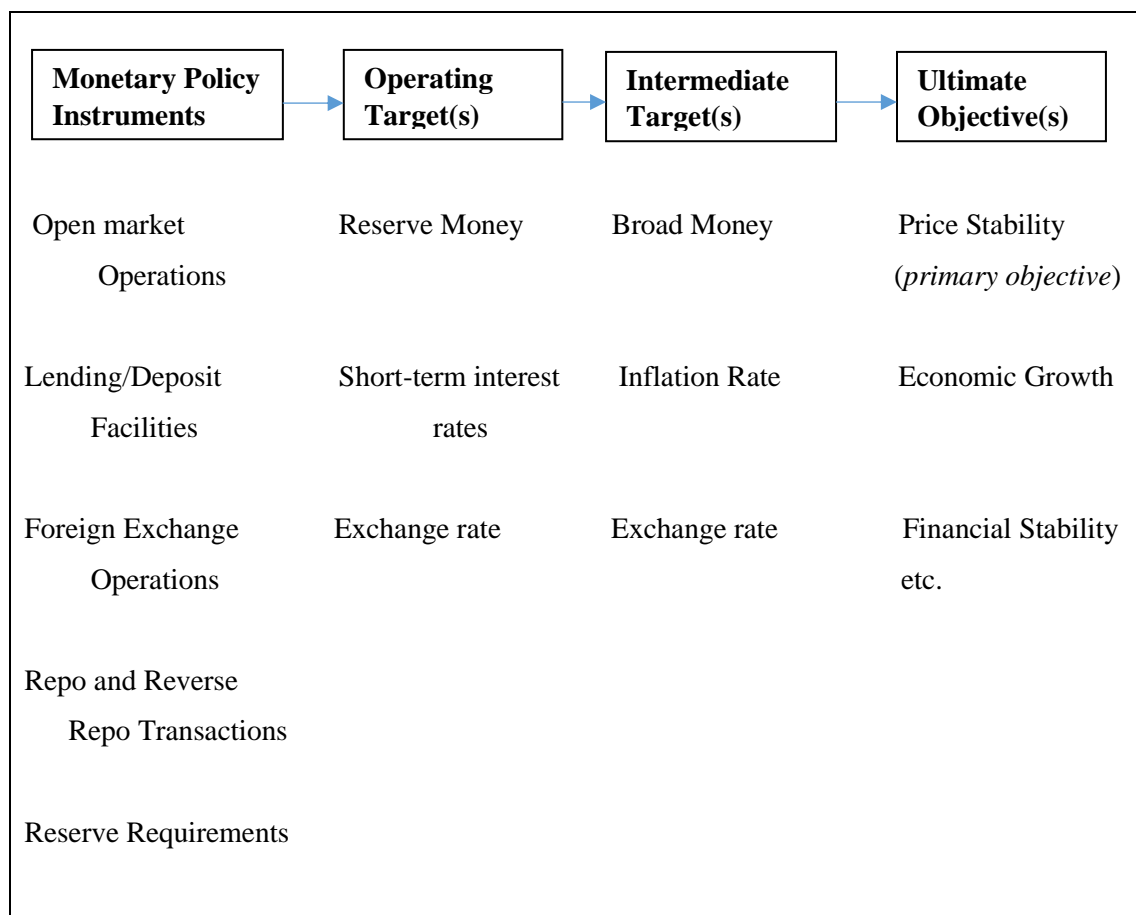 Monetary Policy
Instruments
Operating
Target(s)
Intermediate
Target(s)
Ultimate
Objective(s)
Open market
Operations
Reserve Money
Broad Money
Price Stability
(primary objective)
Lending/Deposit
Facilities
Short-term interest
rates
Inflation Rate
Economic Growth
Foreign Exchange
Operations
Exchange rate
Exchange rate
Financial Stability
etc.
Repo and Reverse
Repo Transactions
Reserve Requirements